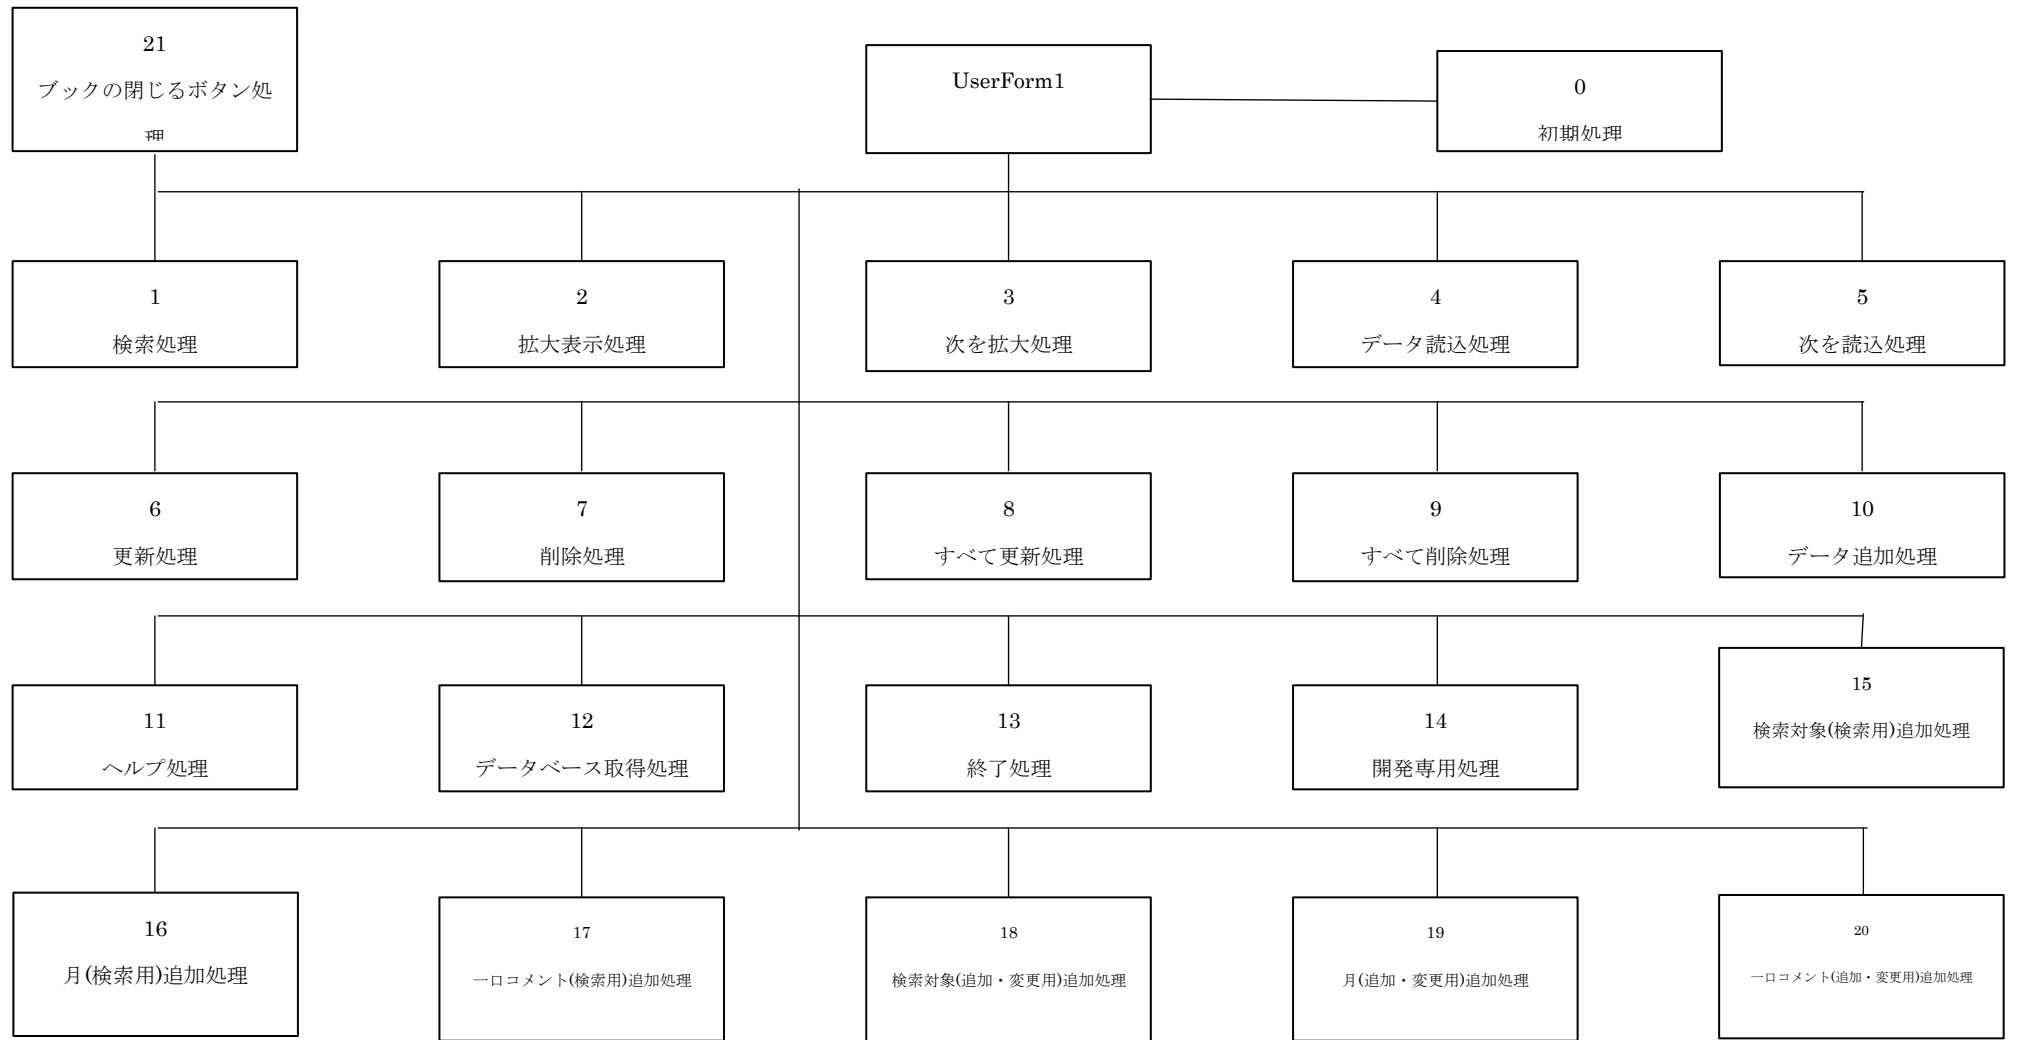 21
ブックの閉じるボタン処
理
UserForm1
0
初期処理
1
検索処理
2
拡大表示処理
3
次を拡大処理
4
データ読込処理
5
次を読込処理
6
更新処理
7
削除処理
8
すべて更新処理
9
すべて削除処理
10
データ追加処理
11
ヘルプ処理
12
データベース取得処理
13
終了処理
14
開発専用処理
15
検索対象(検索用)追加処理
16
月(検索用)追加処理
17
一口コメント(検索用)追加処理
18
検索対象(追加・変更用)追加処理
19
月(追加・変更用)追加処理
20
一口コメント(追加・変更用)追加処理